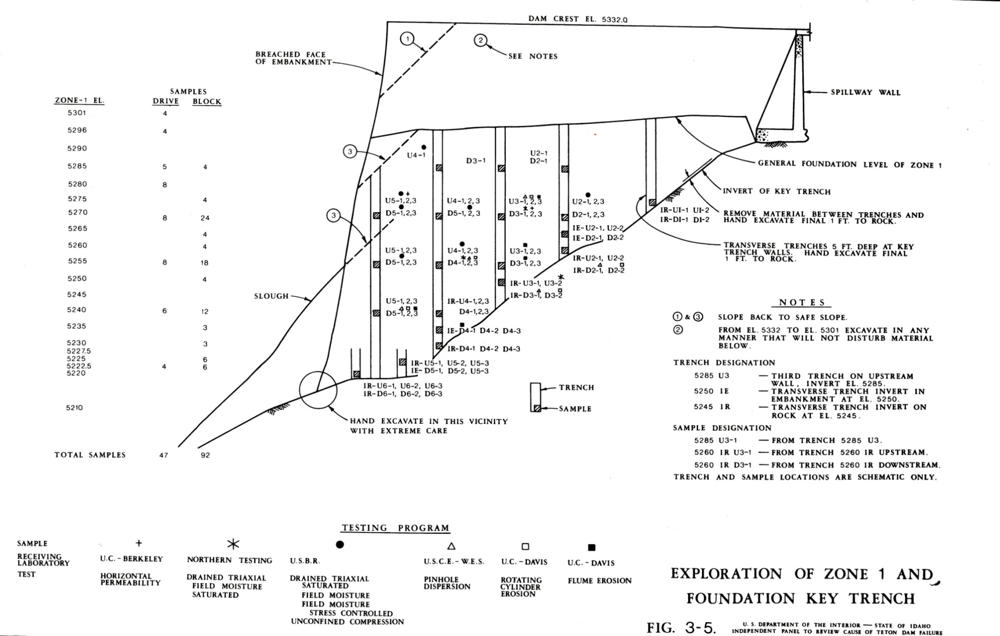 DAM CREST EL. 5332.0
1
2
SEE NOTES
BREACHED FACE
OF EMBANKMENT
SPILLWAY WALL
SAMPLES
ZONE-1 EL. DRIVE BLOCK
5301 4
5296 4
5290
5285 5 4
5280 8
5275 4
5270 8 24
5265 4
5260 4
5255 8 18
5250 4
5245
5240 6 12
5235 3
5230 3
5227.5
5225 6
5222.5 4 6
5220
5210
TOTAL SAMPLES 47 92
3
U4-1
D3-1
U2-1
D2-1
GENERAL FOUNDATION LEVEL OF ZONE 1
INVERT OF KEY TRENCH
3
U5-1,2,3
D5-1,2,3
U4-1,2,3
D5-1,2,3
U3-1,2,3
D3-1,2,3
U2-1,2,3
D2-1,2,3
IE-U2-1, U2-2
IE-D2-1, D2-2
IR-UI-1 UI-2
IR-DI-1 DI-2
REMOVE MATERIAL BETWEEN TRENCHES AND
HAND EXCAVATE FINAL 1 FT. TO ROCK.
TRANSVERSE TRENCHES 5 FT. DEEP AT KEY
TRENCH WALLS. HAND EXCAVATE FINAL
1 FT. TO ROCK.
U5-1,2,3
D5-1,2,3
U4-1,2,3
D4-1,2,3
U3-1,2,3
D3-1,2,3
IR-U2-1, U2-2
IR-D2-1, D2-2
IR-U3-1, U3-2
IR-D3-1, D3-2
SLOUGH
U5-1,2,3
D5-1,2,3
IR-U4-1,2,3
D4-1,2,3
IE-D4-1 D4-2 D4-3
IR-D4-1 D4-2 D4-3
IR-U5-1, U5-2, U5-3
IE-D5-1, D5-2, U5-3
IR-U6-1, U6-2, U6-3
IR-D6-1, D6-2, D6-3
TRENCH
SAMPLE
HAND EXCAVATE IN THIS VICINITY
WITH EXTREME CARE
NOTES
1 & 3 SLOPE BACK TO SAFE SLOPE.
2 FROM EL. 5332 TO EL. 5301 EXCAVATE IN ANY
MANNER THAT WILL NOT DISTURB MATERIAL
BELOW.
TRENCH DESIGNATION
5285 U3 — THIRD TRENCH ON UPSTREAM
WALL, INVERT EL. 5285.
5250 IE — TRANSVERSE TRENCH INVERT IN
EMBANKMENT AT EL. 5250.
5245 IR — TRANSVERSE TRENCH INVERT ON
ROCK AT EL. 5245.
SAMPLE DESIGNATION
5285 U3-1 — FROM TRENCH 5285 U3.
5260 IR U3-1 — FROM TRENCH 5260 IR UPSTREAM.
5260 IR D3-1 — FROM TRENCH 5260 IR DOWNSTREAM.
TRENCH AND SAMPLE LOCATIONS ARE SCHEMATIC ONLY.
TESTING PROGRAM
SAMPLE + * ● △ □ ■
RECEIVING
LABORATORY
U.C.-BERKELEY
NORTHERN TESTING
U.S.B.R.
U.S.C.E.-W.E.S.
U.C.-DAVIS
U.C.-DAVIS
TEST
HORIZONTAL
PERMEABILITY
DRAINED TRIAXIAL
FIELD MOISTURE
SATURATED
DRAINED TRIAXIAL
SATURATED
FIELD MOISTURE
FIELD MOISTURE
STRESS CONTROLLED
UNCONFINED COMPRESSION
PINHOLE
DISPERSION
ROTATING
CYLINDER
EROSION
FLUME EROSION
EXPLORATION OF ZONE 1 AND
FOUNDATION KEY TRENCH
FIG. 3-5.
U. S. DEPARTMENT OF THE INTERIOR — STATE OF IDAHO
INDEPENDENT PANEL TO REVIEW CAUSE OF TETON DAM FAILURE